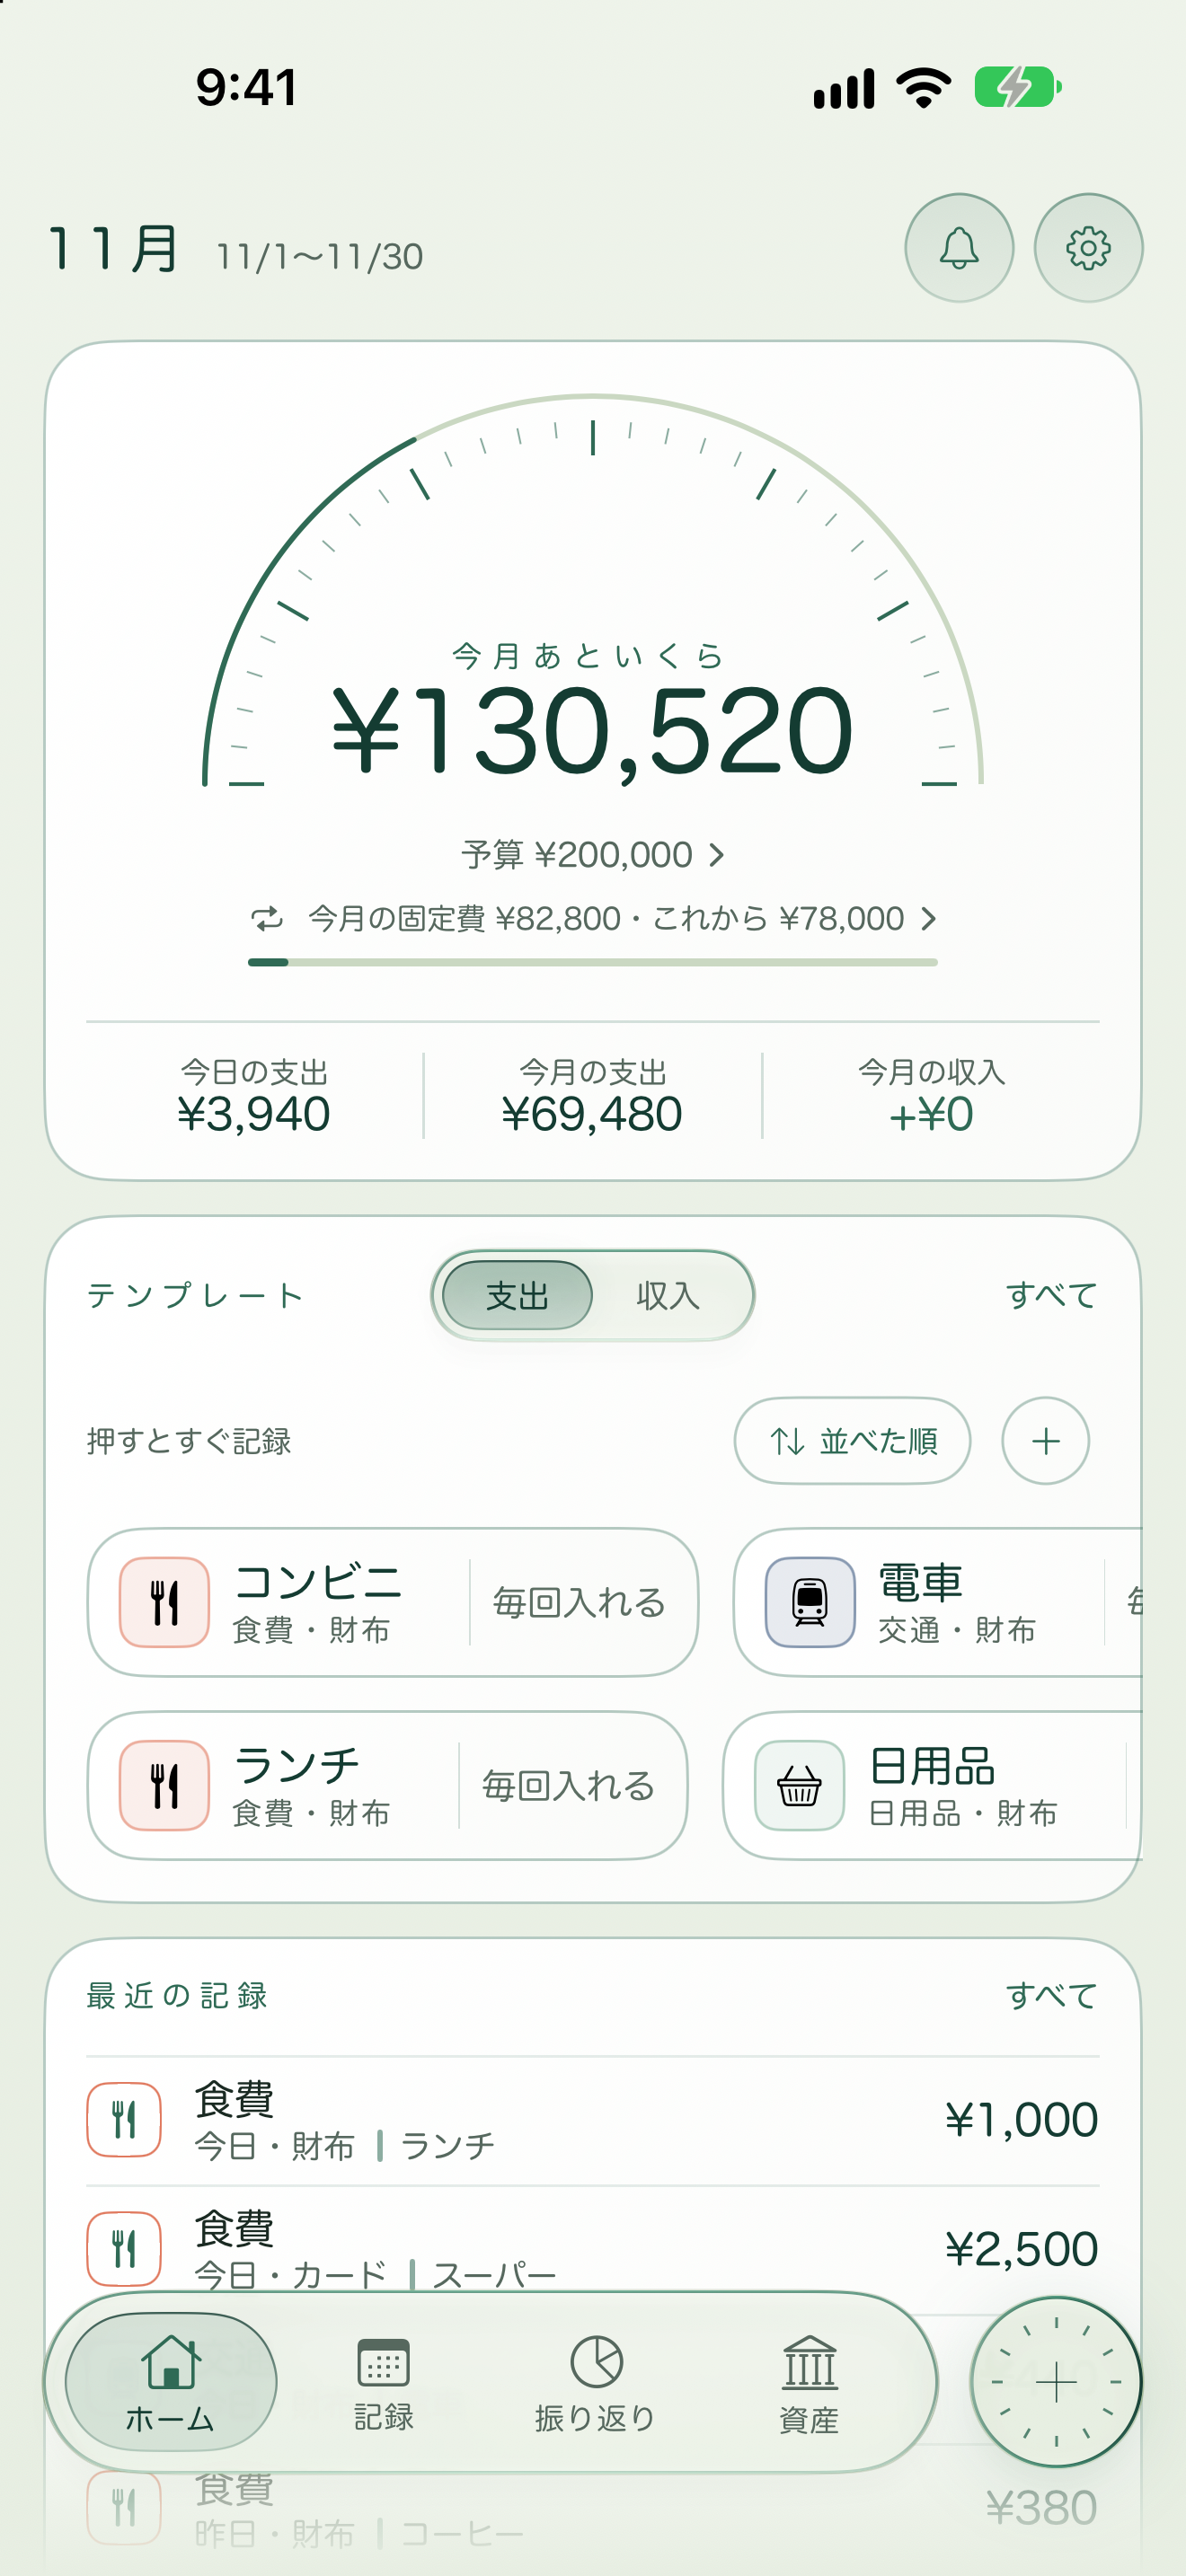 9:41
11月 11/1〜11/30
今月あといくら
¥130,520
予算 ¥200,000
今月の固定費 ¥82,800・これから ¥78,000
今日の支出 今月の支出 今月の収入
¥3,940 ¥69,480 +¥0
テンプレート 支出 収入 すべて
押すとすぐ記録 並べた順
コンビニ
食費・財布
毎回入れる
電車
交通・財布
ランチ
食費・財布
毎回入れる
日用品
日用品・財布
最近の記録 すべて
食費
今日・財布 ランチ
¥1,000
食費
今日・カード スーパー
¥2,500
ホーム 記録 振り返り 資産
食費
昨日・財布 コーヒー
¥380